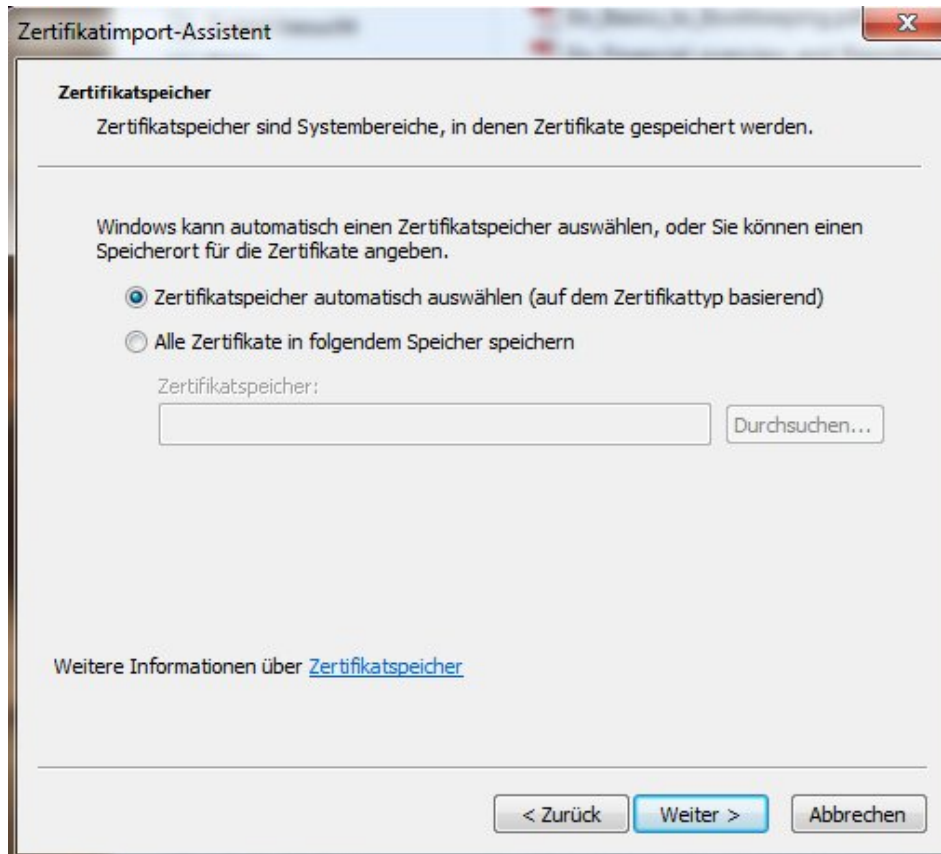 Zertifikatimport-Assistent
Zertifikatspeicher
Zertifikatspeicher sind Systembereiche, in denen Zertifikate gespeichert werden.
Windows kann automatisch einen Zertifikatspeicher auswählen, oder Sie können einen
Speicherort für die Zertifikate angeben.
Zertifikatspeicher automatisch auswählen (auf dem Zertifikattyp basierend)
Alle Zertifikate in folgendem Speicher speichern
Zertifikatspeicher:
Durchsuchen...
Weitere Informationen über Zertifikatspeicher
< Zurück Weiter > Abbrechen